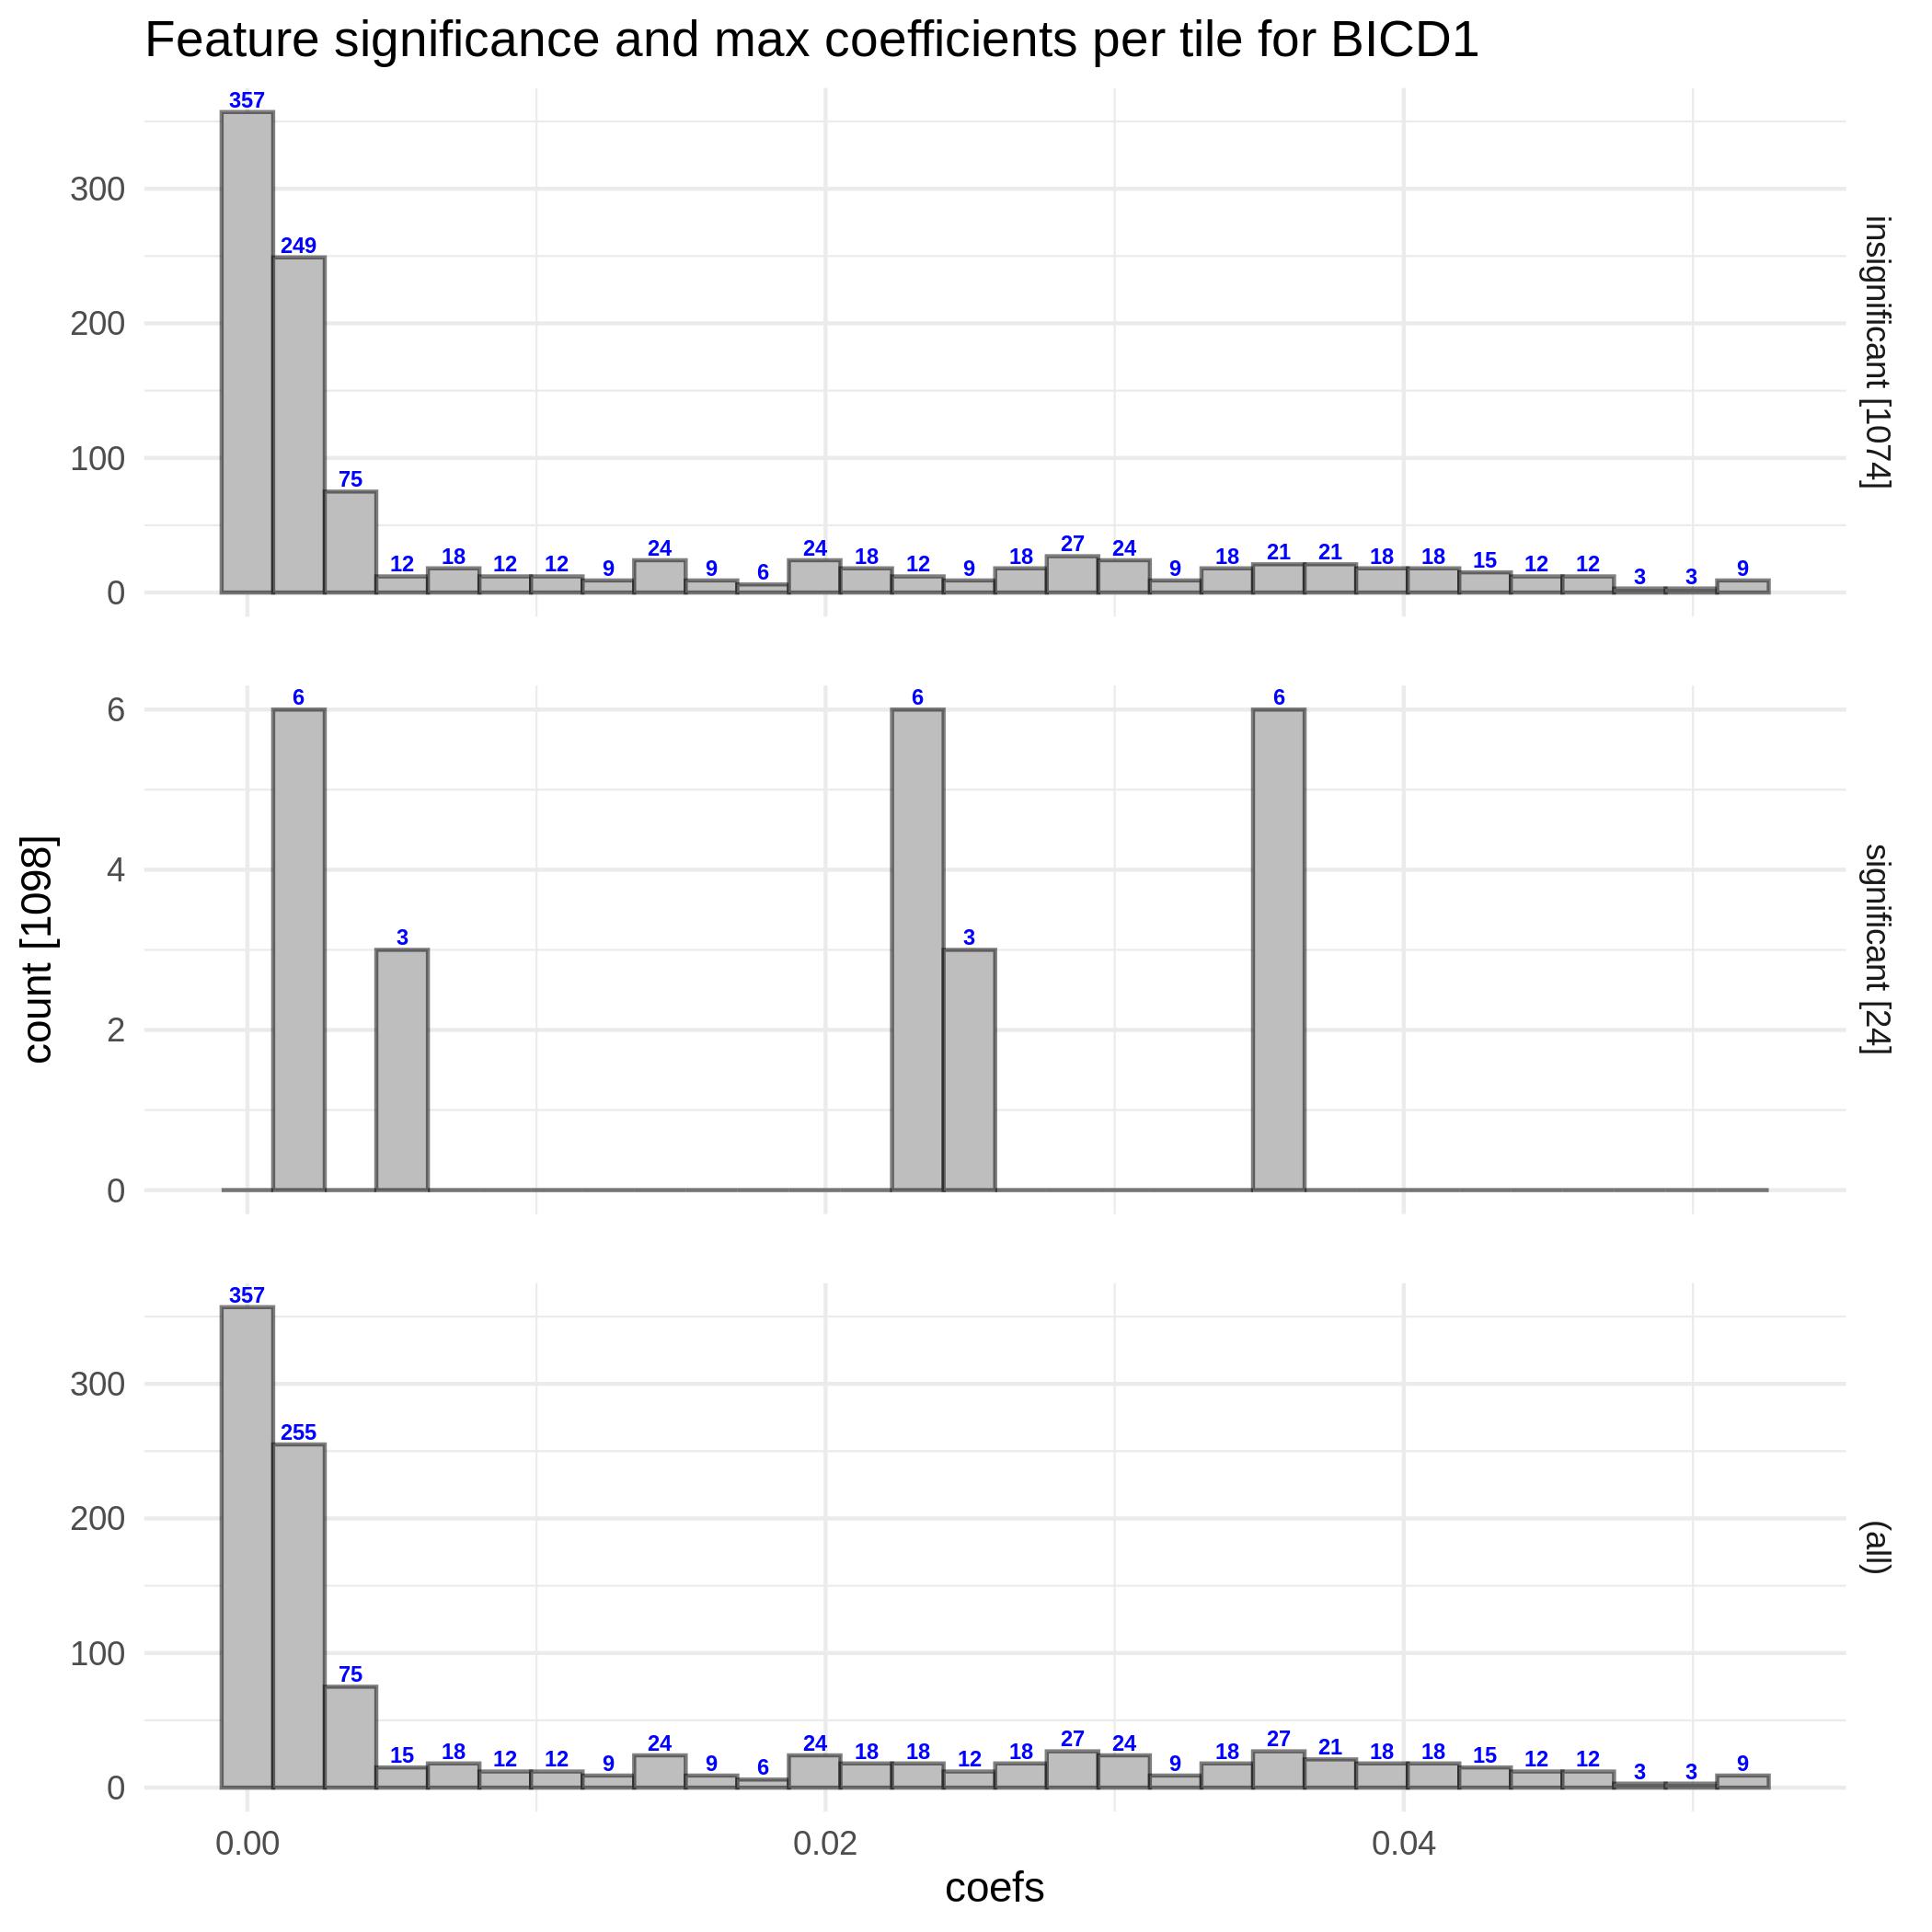 Feature significance and max coefficients per tile for BICD1
357
249
75
12 18 12 12 9 24 9 6 24 18 12 9 18 27 24 9 18 21 21 18 18 15 12 12 3 3 9
300
200
100
0
insignificant [1074]
6 6 6
3 3
6
4
2
0
significant [24]
count [1098]
357
255
75
15 18 12 12 9 24 9 6 24 18 18 12 18 27 24 9 18 27 21 18 18 15 12 12 3 3 9
300
200
100
0
(all)
0.00 0.02 0.04
coefs